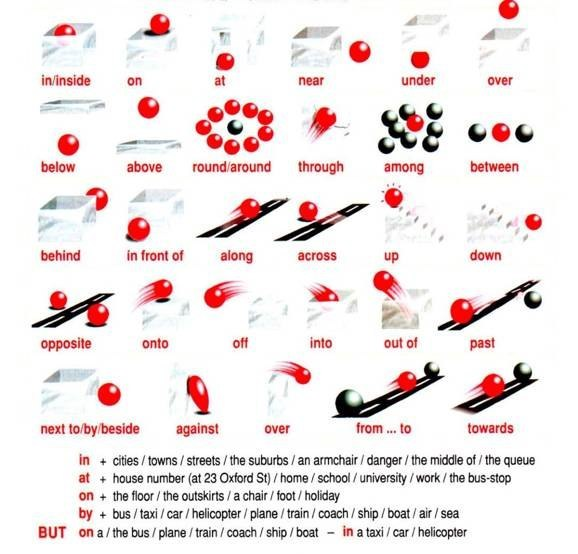 in/inside on at near under over
below above round/around through among between
behind in front of along across up down
opposite onto off into out of past
next to/by/beside against over from ... to towards
in + cities / towns / streets / the suburbs / an armchair / danger / the middle of / the queue
at + house number (at 23 Oxford St) / home / school / university / work / the bus-stop
on + the floor / the outskirts / a chair / foot / holiday
by + bus / taxi / car / helicopter / plane / train / coach / ship / boat / air / sea
BUT on a / the bus / plane / train / coach / ship / boat – in a taxi / car / helicopter